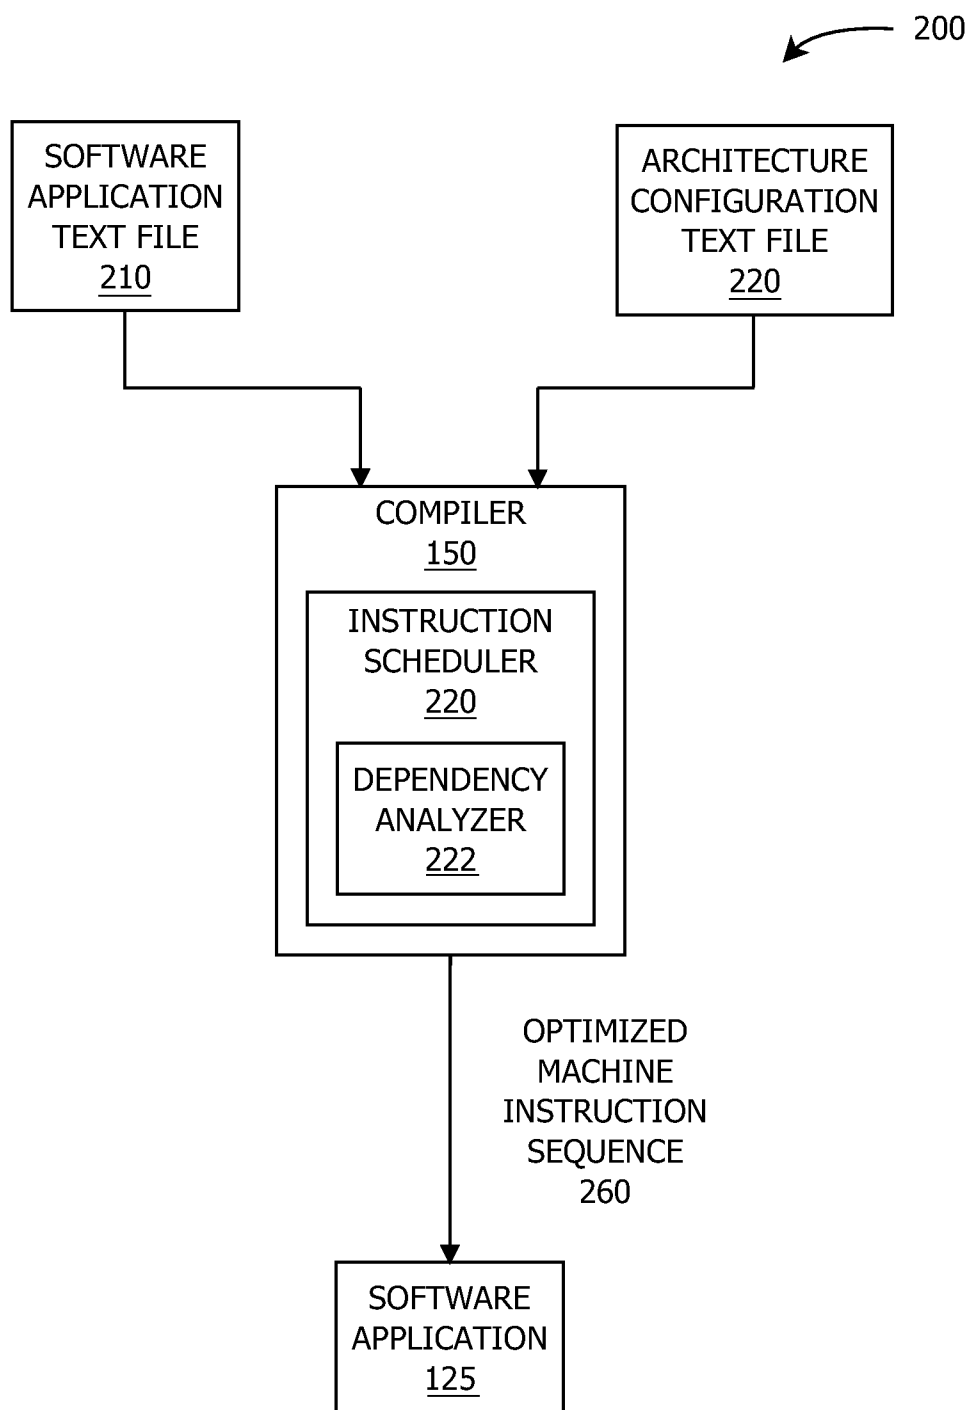 200
SOFTWARE
APPLICATION
TEXT FILE
210
ARCHITECTURE
CONFIGURATION
TEXT FILE
220
COMPILER
150
INSTRUCTION
SCHEDULER
220
DEPENDENCY
ANALYZER
222
OPTIMIZED
MACHINE
INSTRUCTION
SEQUENCE
260
SOFTWARE
APPLICATION
125